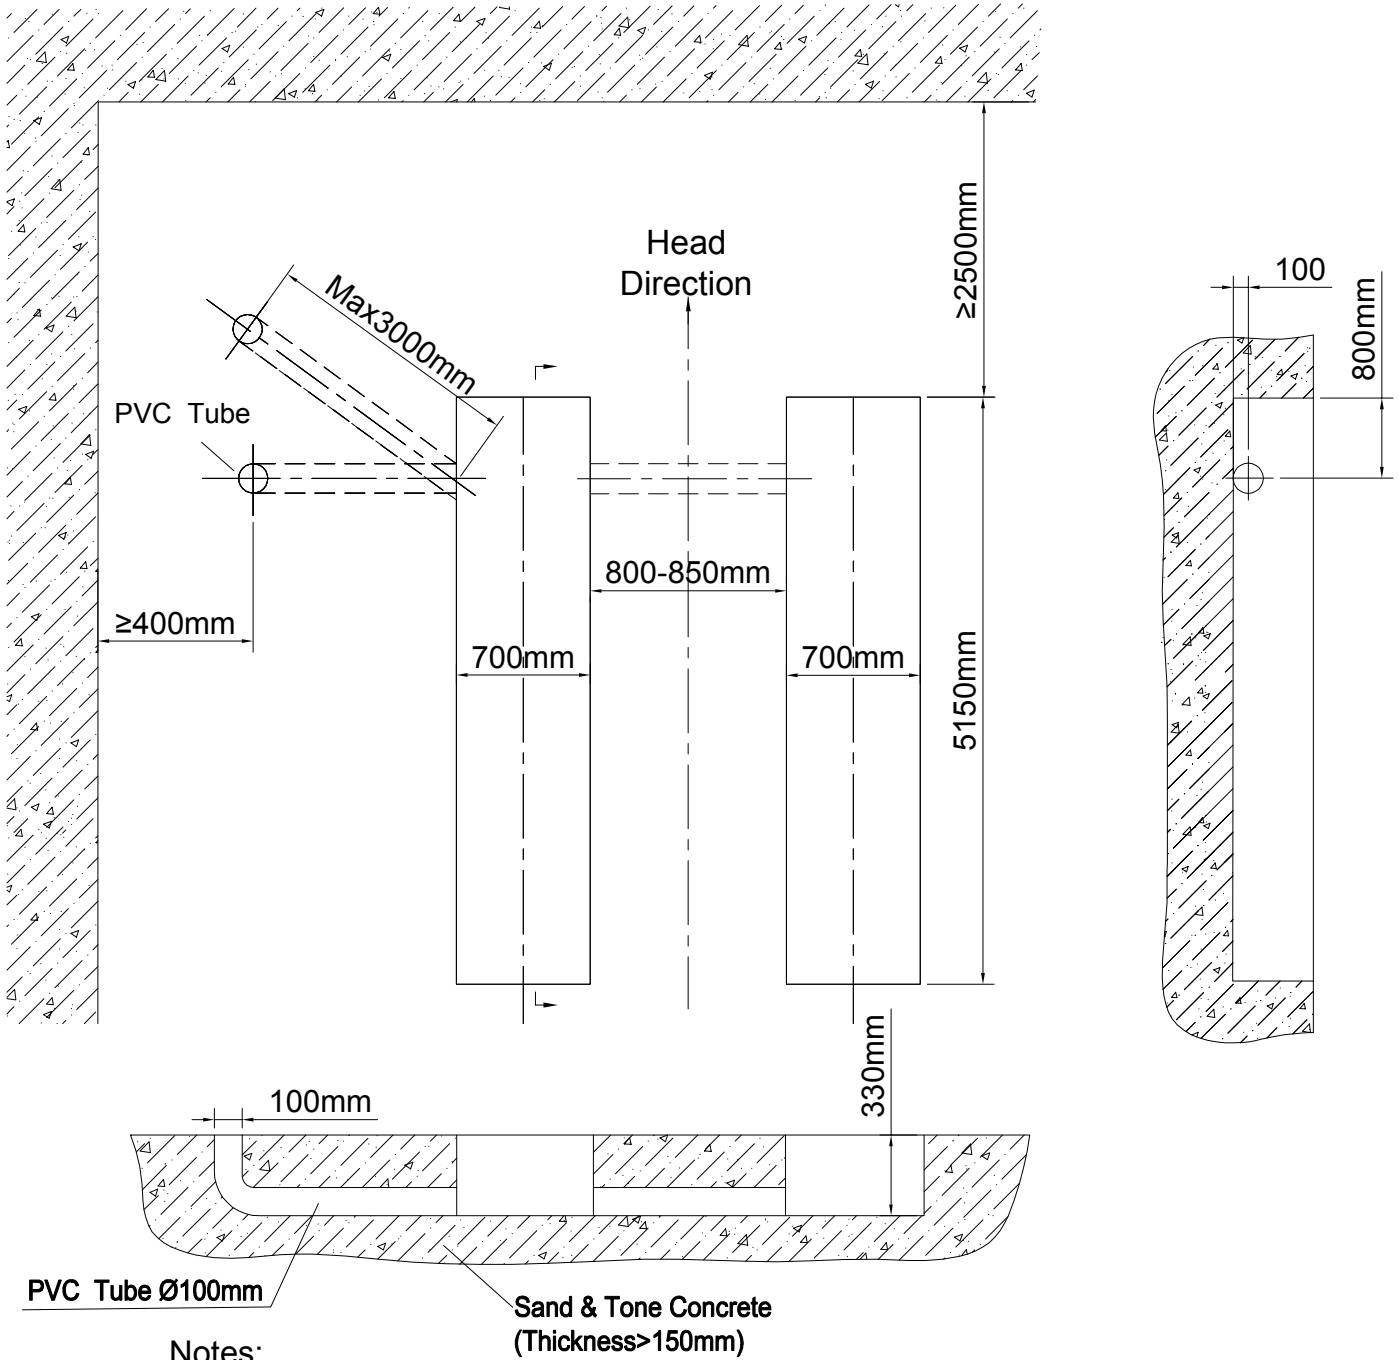 ≥2500mm
Head
Direction
100
800mm
Max3000mm
PVC Tube
800-850mm
≥400mm
700mm
700mm
5150mm
330mm
100mm
PVC Tube Ø100mm
Sand & Tone Concrete
(Thickness>150mm)
Notes: